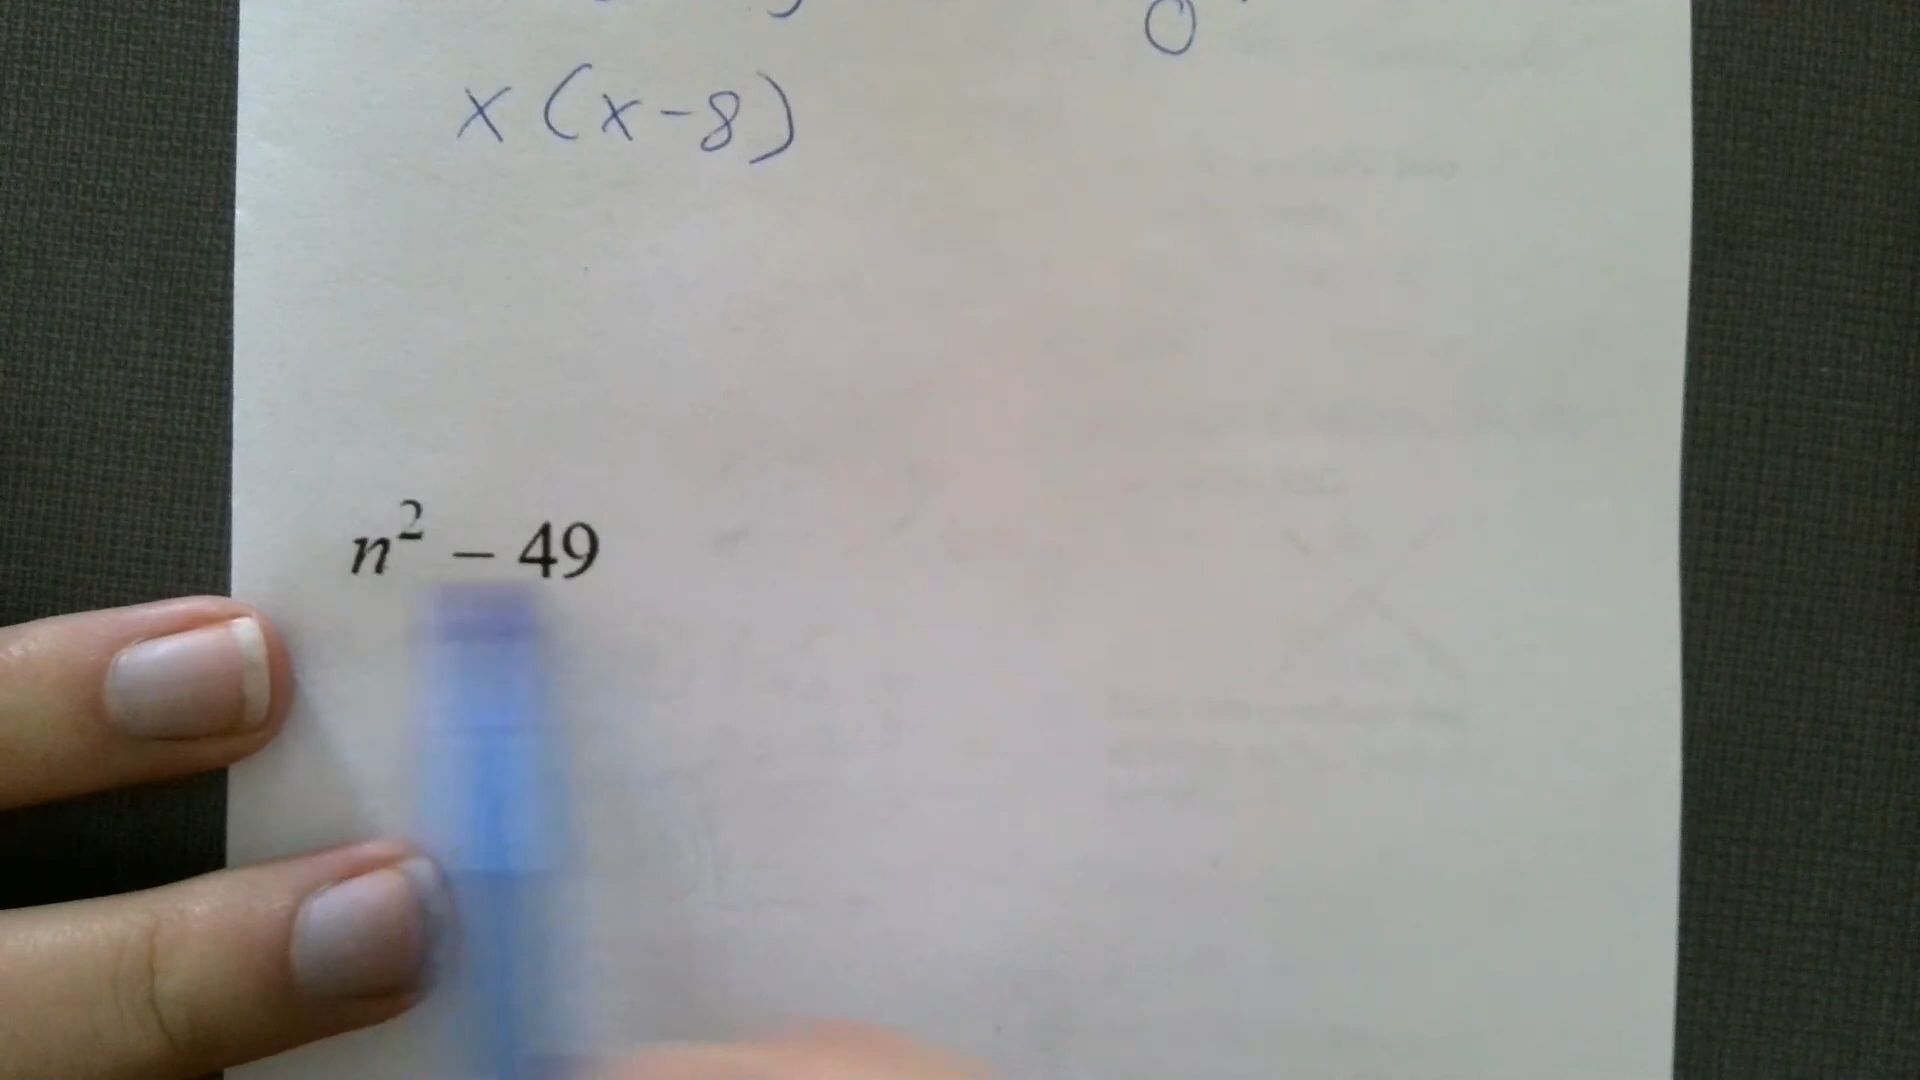 x(x-8)
n² – 49